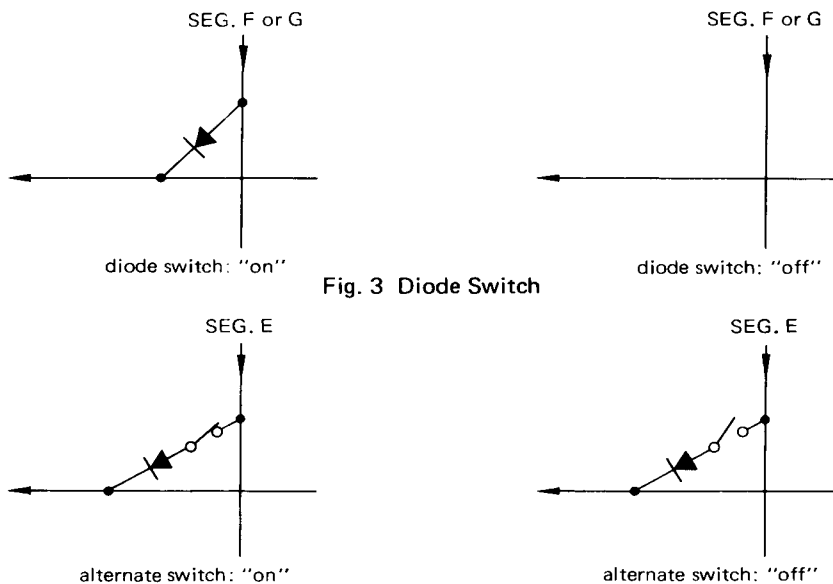 SEG. F or G
SEG. F or G
diode switch: "on"
diode switch: "off"
Fig. 3 Diode Switch
SEG. E
SEG. E
alternate switch: "on"
alternate switch: "off"